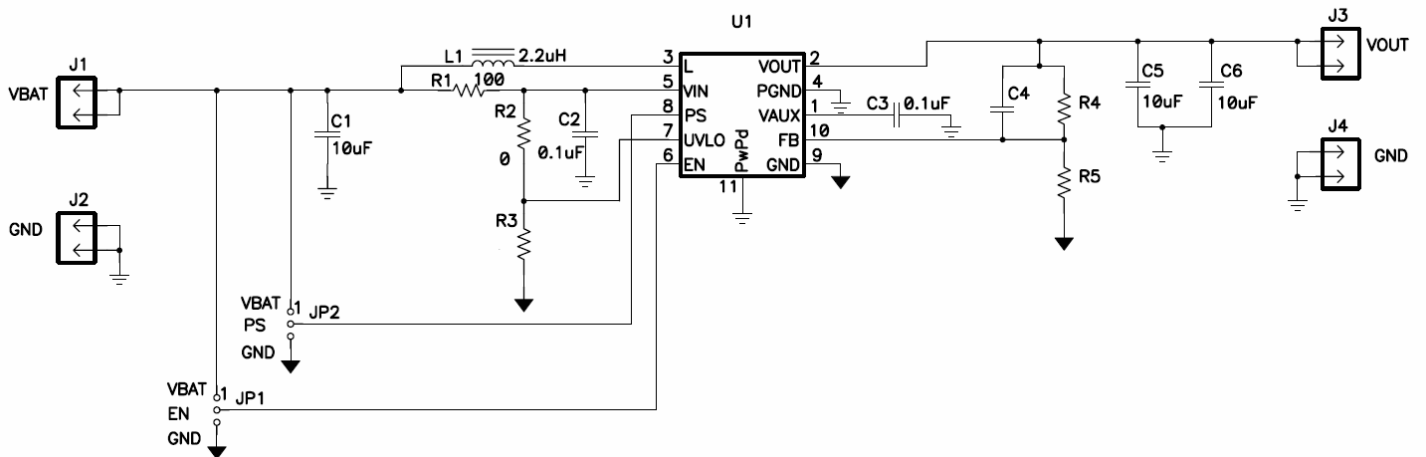 U1
J3
VOUT
J1
VBAT
L1 2.2uH
R1 100
3 L
5 VIN
8 PS
7 UVLO
6 EN
PwPd
11
VOUT 2
PGND 4
VAUX 1
FB 10
GND 9
C3 0.1uF
C4
R4
R5
C5
10uF
C6
10uF
J4
GND
C1
10uF
R2
0
C2
0.1uF
R3
J2
GND
VBAT 1
PS
GND
JP2
VBAT 1
EN
GND
JP1